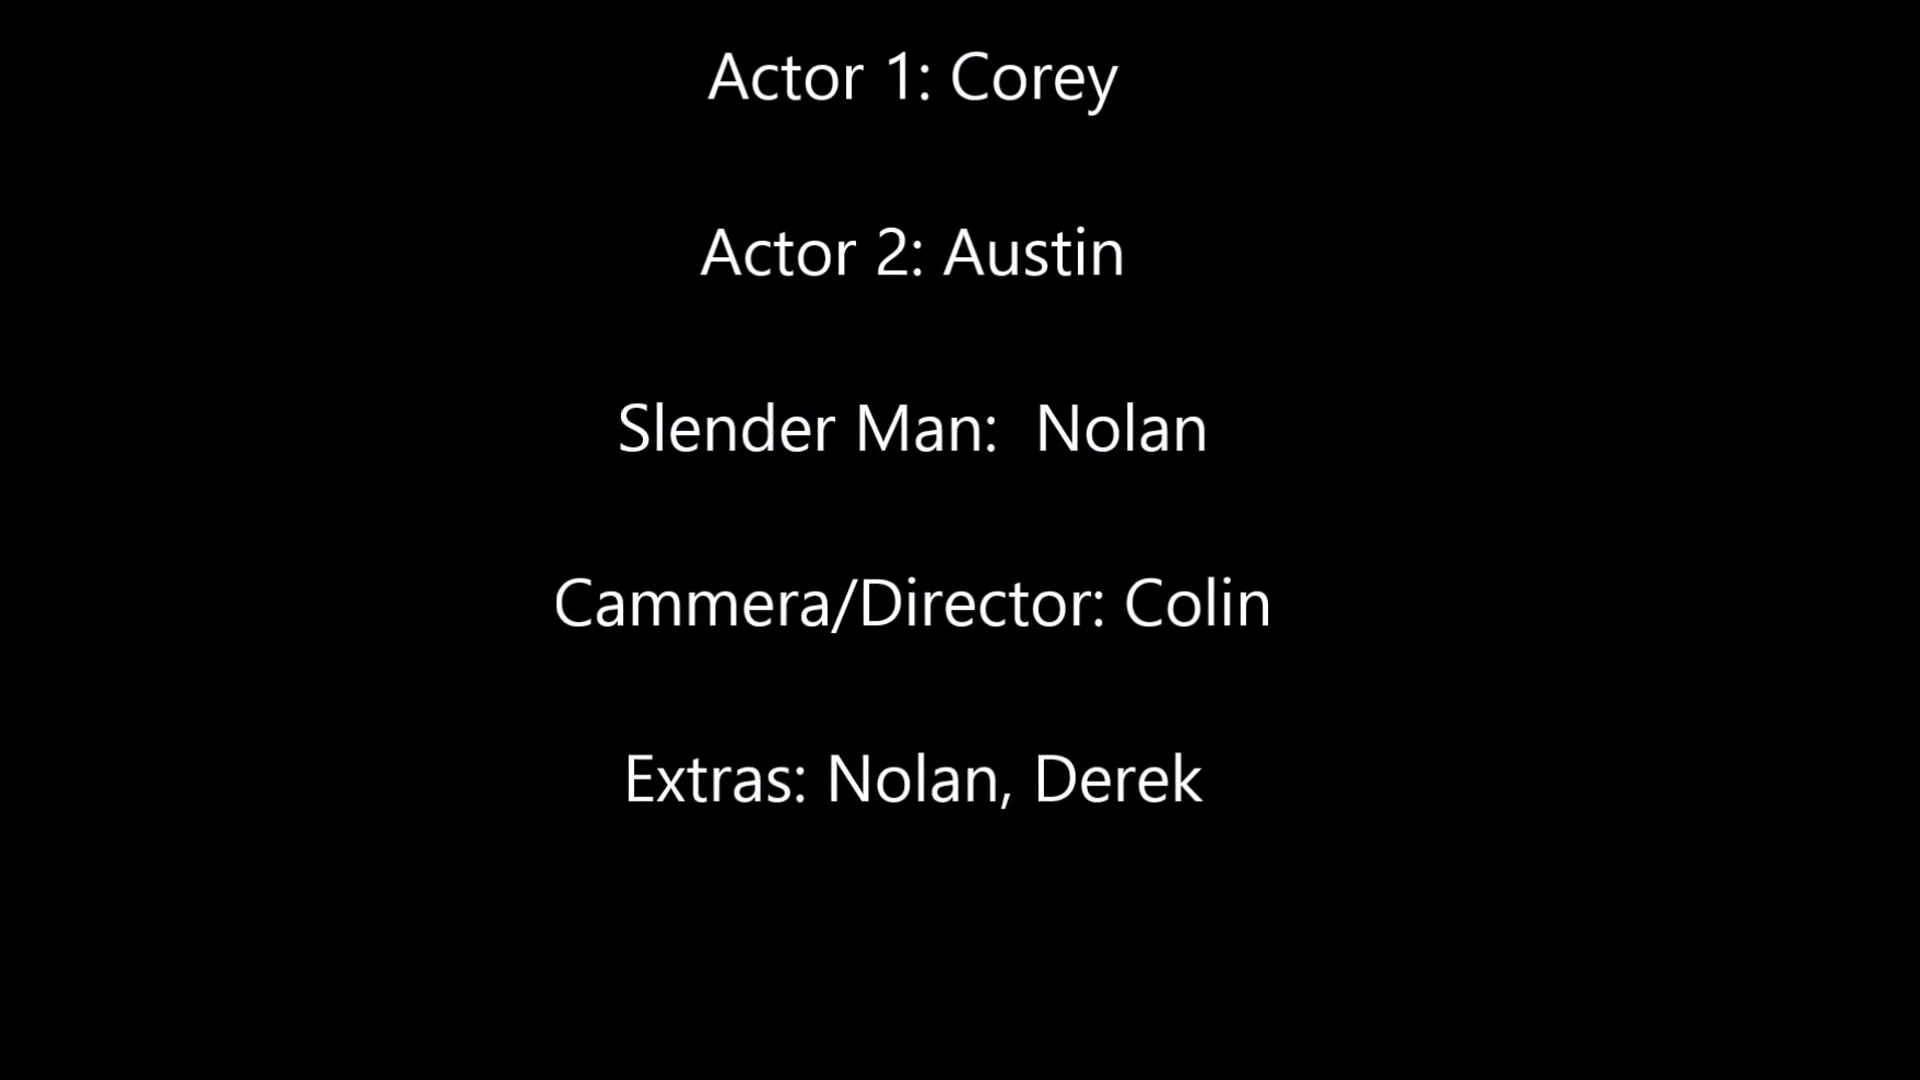 Actor 1: Corey
Actor 2: Austin
Slender Man:  Nolan
Cammera/Director: Colin
Extras: Nolan, Derek